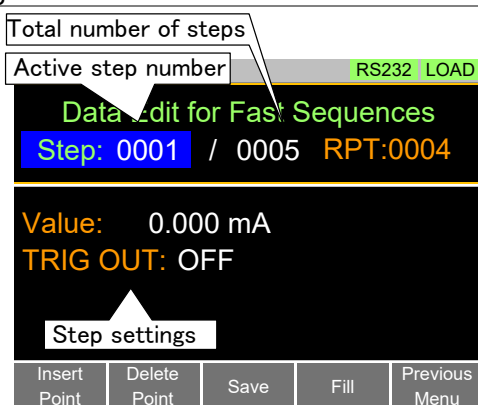 Total number of steps
Active step number
RS232 LOAD
Data Edit for Fast Sequences
Step: 0001 / 0005 RPT:0004
Value: 0.000 mA
TRIG OUT: OFF
Step settings
Insert Point
Delete Point
Save
Fill
Previous Menu